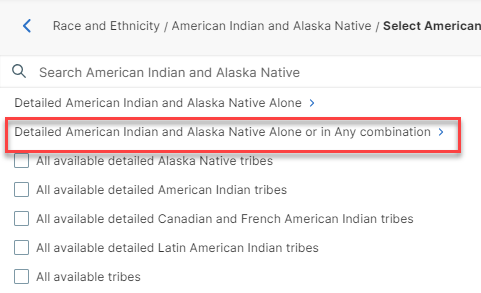 Race and Ethnicity / American Indian and Alaska Native / Select American
Search American Indian and Alaska Native
Detailed American Indian and Alaska Native Alone
Detailed American Indian and Alaska Native Alone or in Any combination
All available detailed Alaska Native tribes
All available detailed American Indian tribes
All available detailed Canadian and French American Indian tribes
All available detailed Latin American Indian tribes
All available tribes